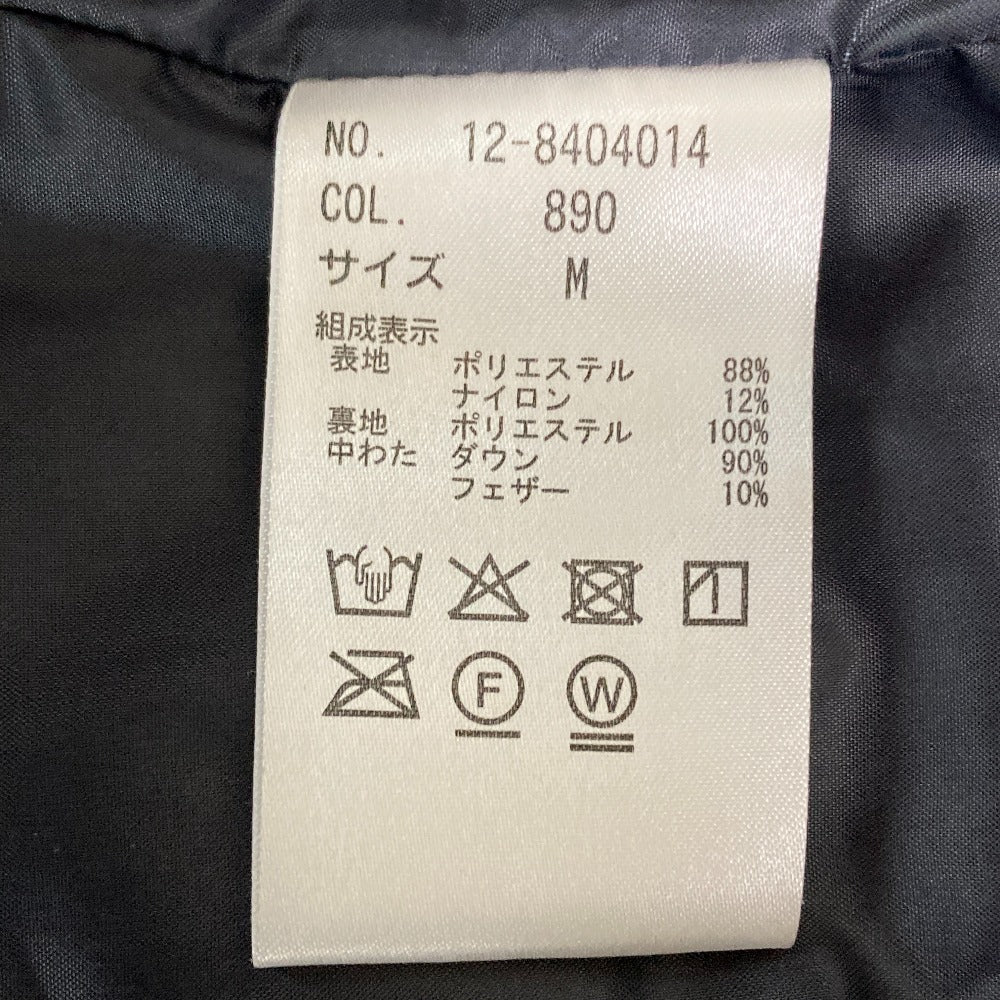 NO. 12-8404014
COL. 890
サイズ M
組成表示
表地 ポリエステル 88%
ナイロン 12%
裏地 ポリエステル 100%
中わた ダウン 90%
フェザー 10%
F W